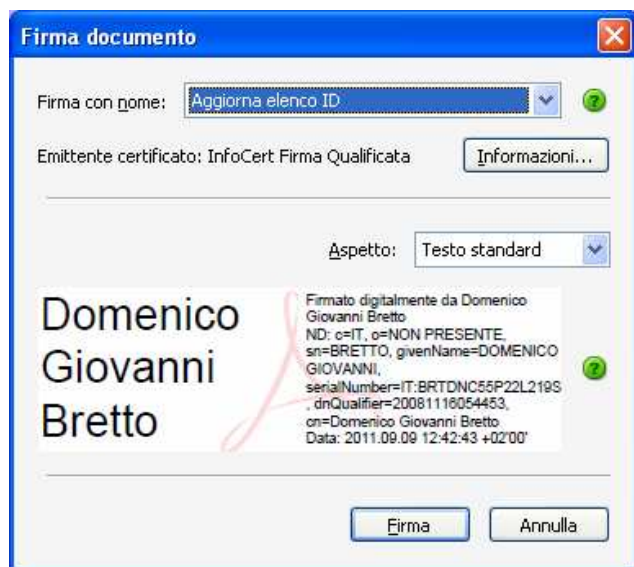 Firma documento
Firma con nome: Aggiorna elenco ID
Emittente certificato: InfoCert Firma Qualificata Informazioni...
Aspetto: Testo standard
Domenico
Giovanni
Bretto
Firmato digitalmente da Domenico
Giovanni Bretto
ND: c=IT, o=NON PRESENTE,
sn=BRETTO, givenName=DOMENICO
GIOVANNI,
serialNumber=IT:BRTDNC55P22L219S
, dnQualifier=20081116054453,
cn=Domenico Giovanni Bretto
Data: 2011.09.09 12:42:43 +02'00'
Firma Annulla